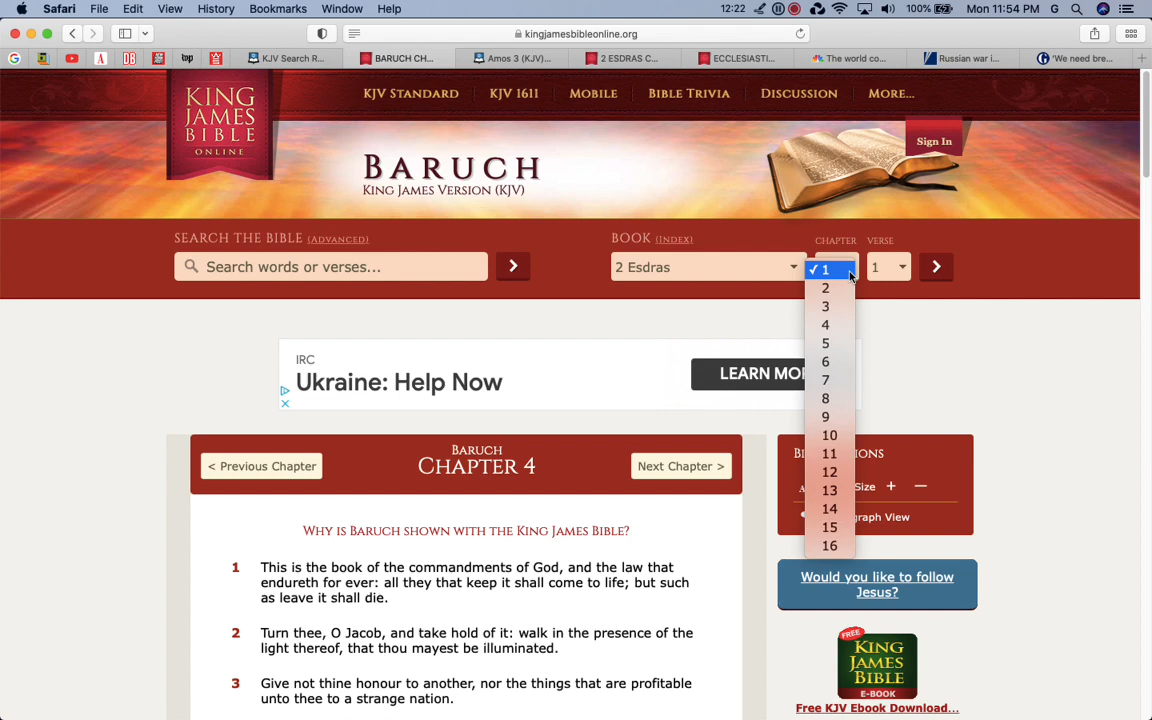 Safari File Edit View History Bookmarks Window Help 12:22 100% Mon 11:54 PM G
kingjamesbibleonline.org
KJV Search R... BARUCH CH... Amos 3 (KJV)... 2 ESDRAS C... ECCLESIASTI... The world co... Russian war i... 'We need bre...
KING JAMES BIBLE ONLINE
KJV STANDARD KJV 1611 MOBILE BIBLE TRIVIA DISCUSSION MORE...
Sign In
BARUCH
KING JAMES VERSION (KJV)
SEARCH THE BIBLE (ADVANCED) BOOK (INDEX) CHAPTER VERSE
Search words or verses... 2 Esdras 1
✓ 1
2
3
4
5
6
7
8
9
10
11
12
13
14
15
16
IRC
Ukraine: Help Now
LEARN MO
< Previous Chapter
BARUCH
CHAPTER 4
Next Chapter >
IONS
Size + −
graph View
WHY IS BARUCH SHOWN WITH THE KING JAMES BIBLE?
1 This is the book of the commandments of God, and the law that
endureth for ever: all they that keep it shall come to life; but such
as leave it shall die.
2 Turn thee, O Jacob, and take hold of it: walk in the presence of the
light thereof, that thou mayest be illuminated.
3 Give not thine honour to another, nor the things that are profitable
unto thee to a strange nation.
Would you like to follow
Jesus?
FREE
KING
JAMES
BIBLE
E-BOOK
Free KJV Ebook Download...